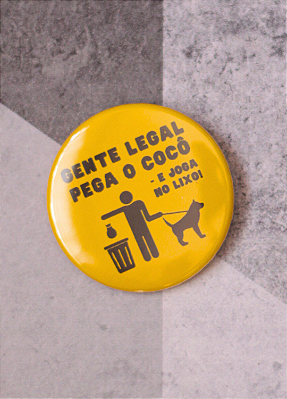 GENTE LEGAL
PEGA O COCÔ
- E JOGA
NO LIXO!